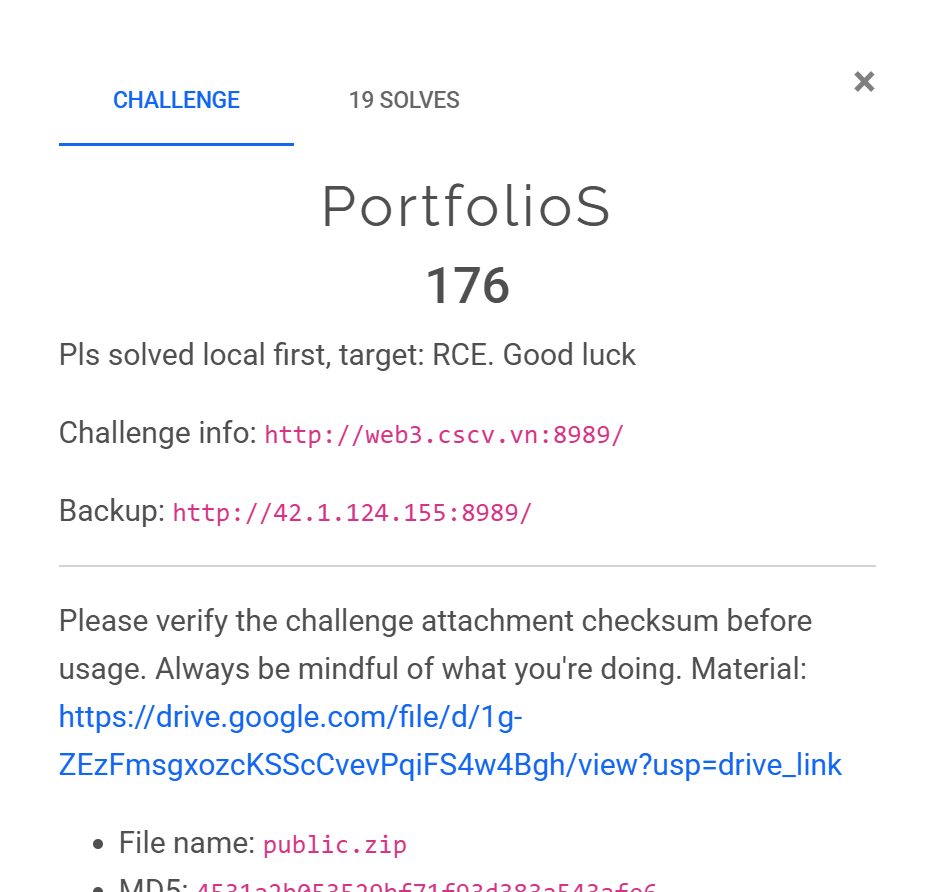 CHALLENGE
19 SOLVES
×
PortfolioS
176
Pls solved local first, target: RCE. Good luck
Challenge info: http://web3.cscv.vn:8989/
Backup: http://42.1.124.155:8989/
Please verify the challenge attachment checksum before
usage. Always be mindful of what you're doing. Material:
https://drive.google.com/file/d/1g-
ZEzFmsgxozcKSScCvevPqiFS4w4Bgh/view?usp=drive_link
• File name: public.zip
• MD5: